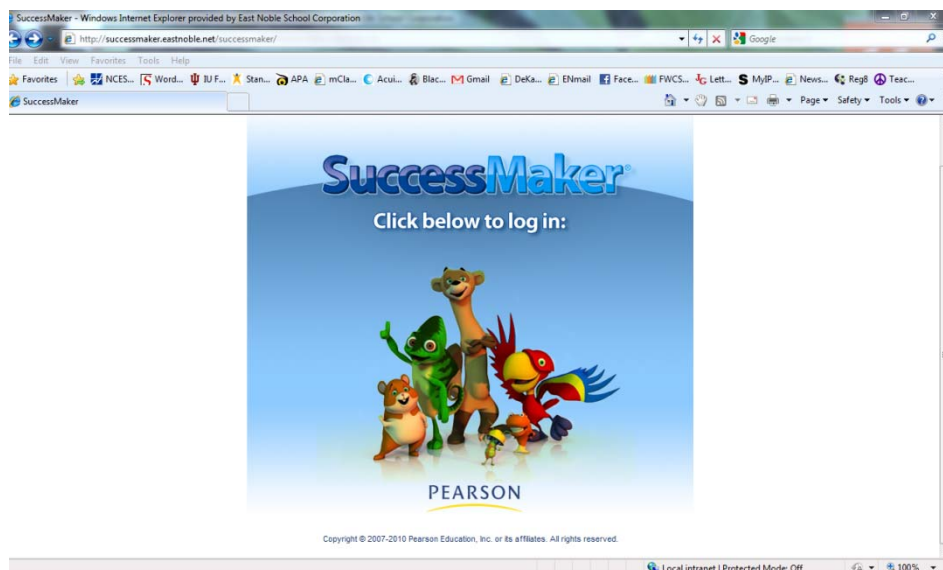 SuccessMaker - Windows Internet Explorer provided by East Noble School Corporation
http://successmaker.eastnoble.net/successmaker/
Google
File Edit View Favorites Tools Help
Favorites NCES... Word... IU F... Stan... APA mCla... Acui... Blac... Gmail DeKa... ENmail Face... FWCS... Lett... MyIP... News... Reg8 Teac...
SuccessMaker
Page Safety Tools
SuccessMaker®
Click below to log in:
PEARSON
Copyright © 2007-2010 Pearson Education, Inc. or its affiliates. All rights reserved.
Local intranet | Protected Mode: Off 100%